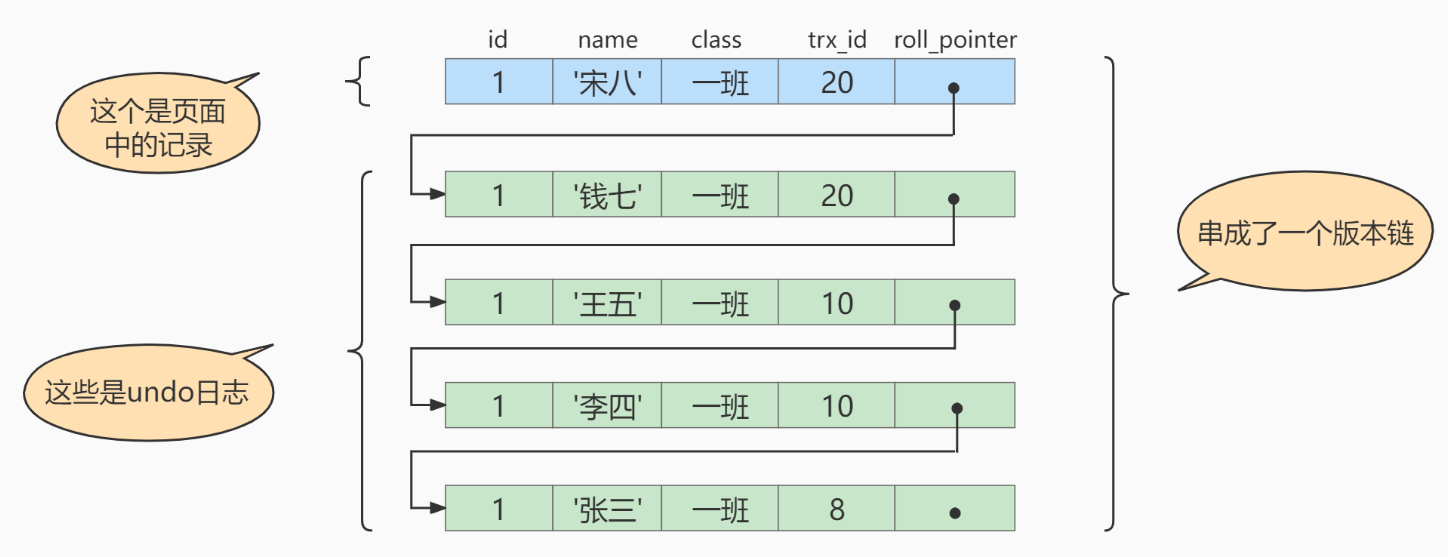 id name class trx_id roll_pointer
1 '宋八' 一班 20
这个是页面
中的记录
1 '钱七' 一班 20
串成了一个版本链
1 '王五' 一班 10
这些是undo日志
1 '李四' 一班 10
1 '张三' 一班 8